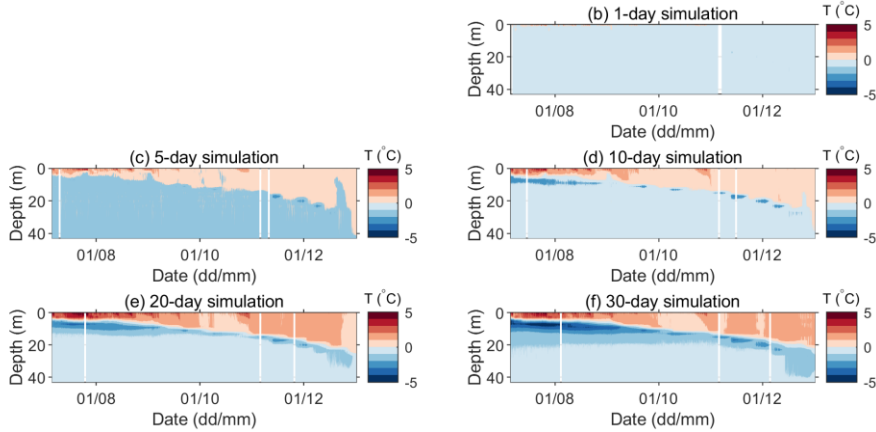 (b) 1-day simulation
T (°C)
Depth (m)
0
20
40
5
0
-5
01/08
01/10
01/12
Date (dd/mm)
(c) 5-day simulation
T (°C)
Depth (m)
0
20
40
5
0
-5
01/08
01/10
01/12
Date (dd/mm)
(d) 10-day simulation
T (°C)
Depth (m)
0
20
40
5
0
-5
01/08
01/10
01/12
Date (dd/mm)
(e) 20-day simulation
T (°C)
Depth (m)
0
20
40
5
0
-5
01/08
01/10
01/12
Date (dd/mm)
(f) 30-day simulation
T (°C)
Depth (m)
0
20
40
5
0
-5
01/08
01/10
01/12
Date (dd/mm)